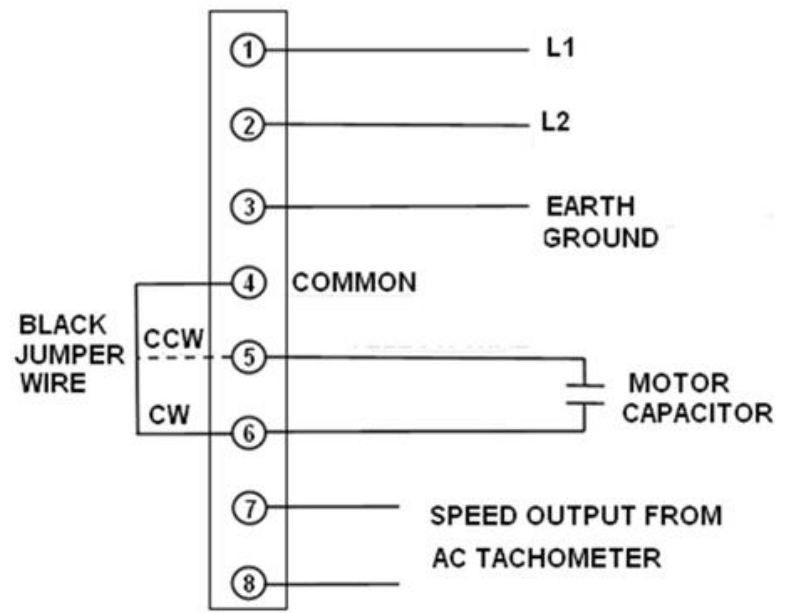 1 L1
2 L2
3 EARTH
GROUND
4 COMMON
BLACK
JUMPER
WIRE
CCW
5
CW
6
MOTOR
CAPACITOR
7
SPEED OUTPUT FROM
AC TACHOMETER
8